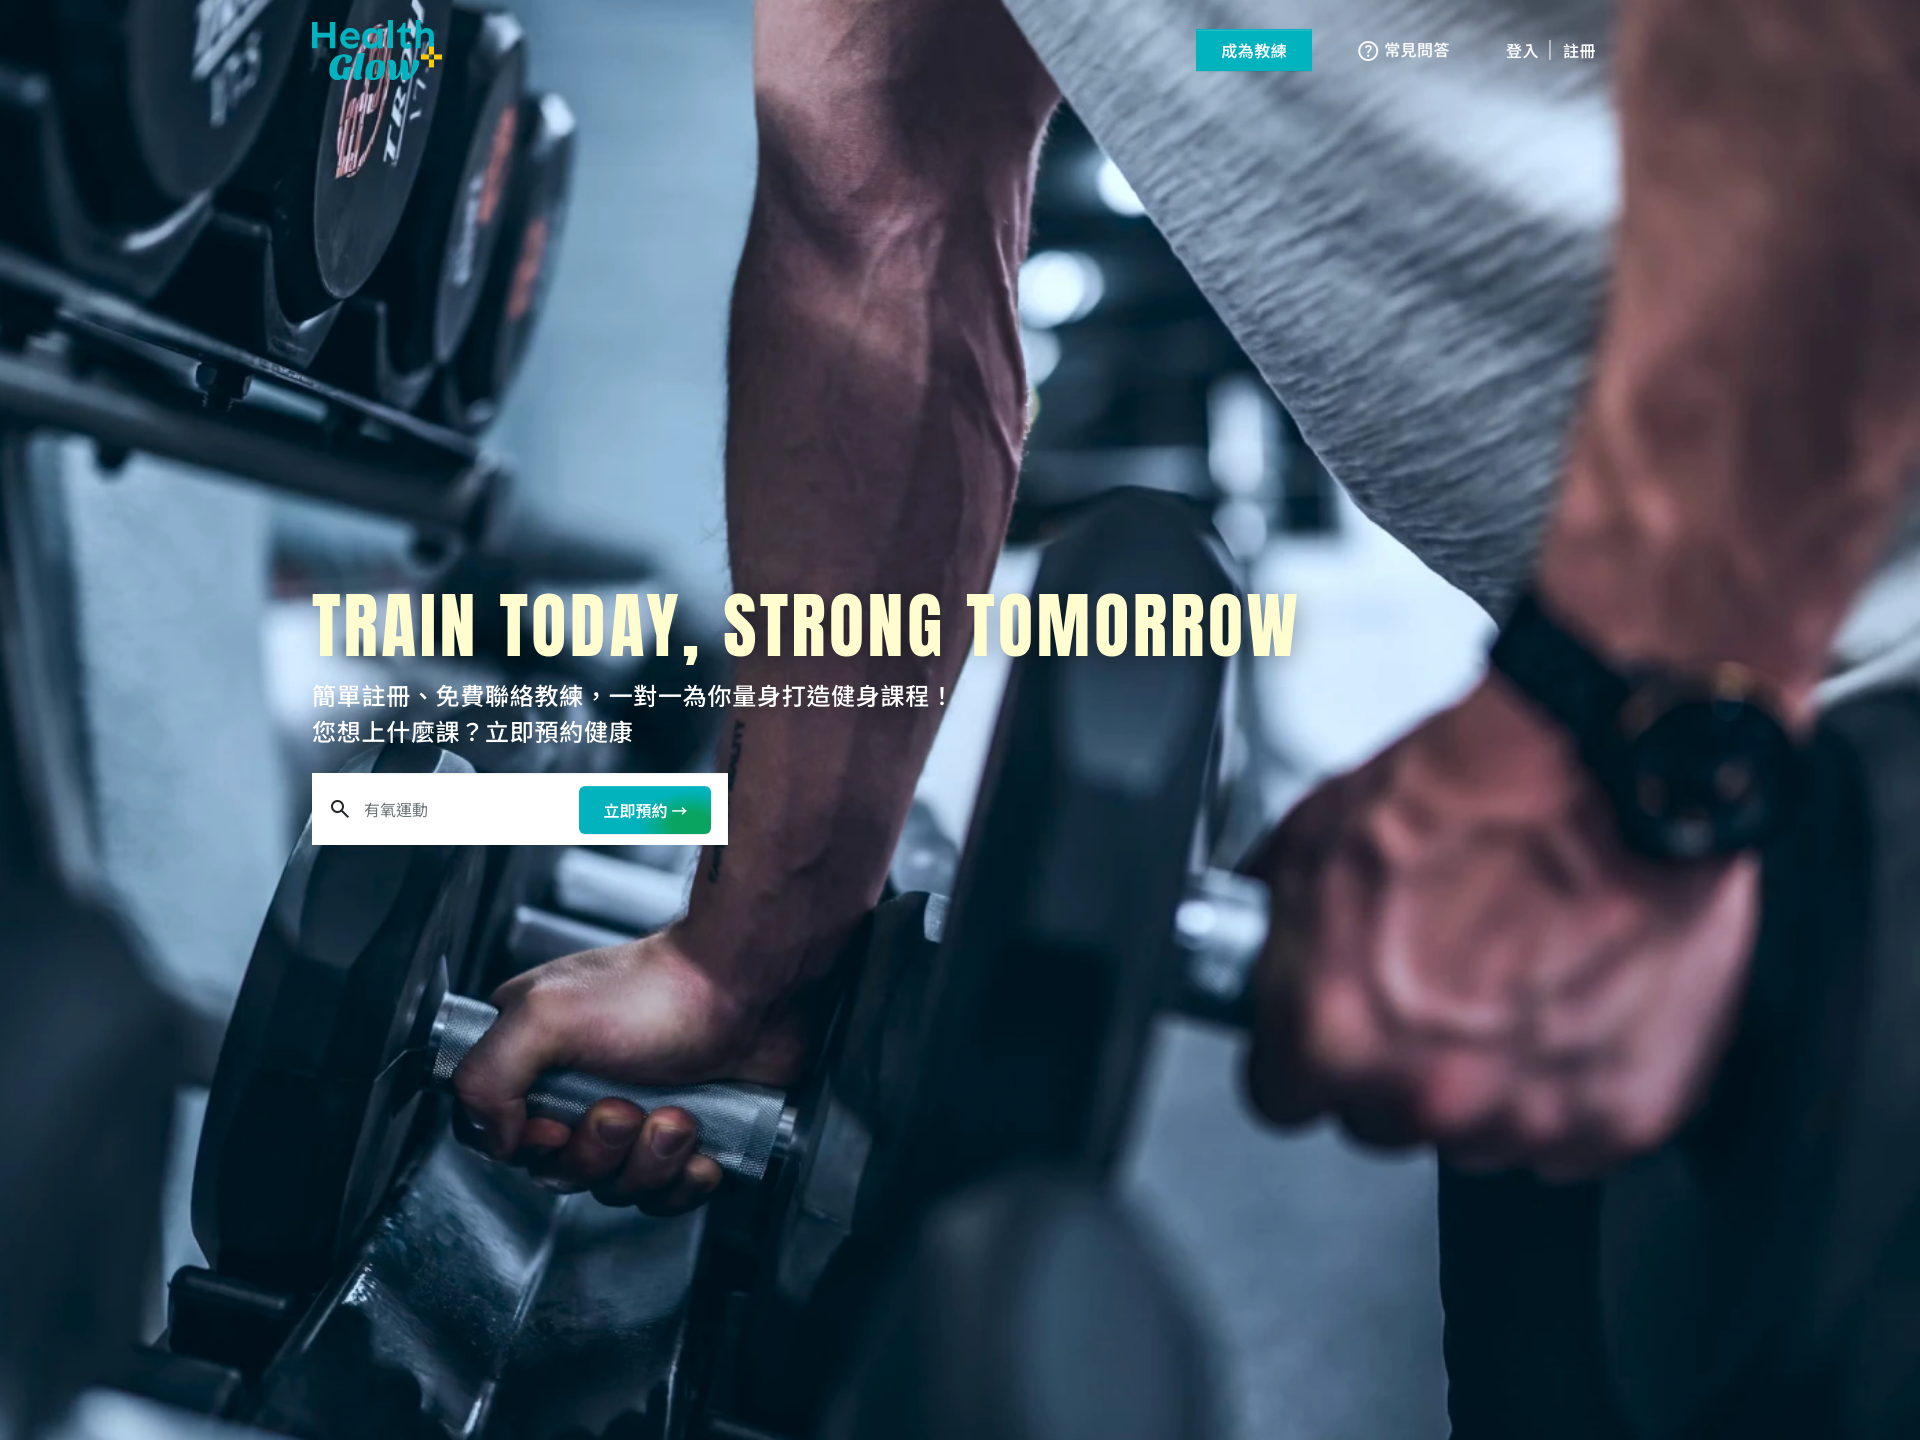 Health
Glow
成為教練
常見問答
登入
註冊
TRAIN TODAY, STRONG TOMORROW
簡單註冊、免費聯絡教練，一對一為你量身打造健身課程！
您想上什麼課？立即預約健康
有氧運動
立即預約 →